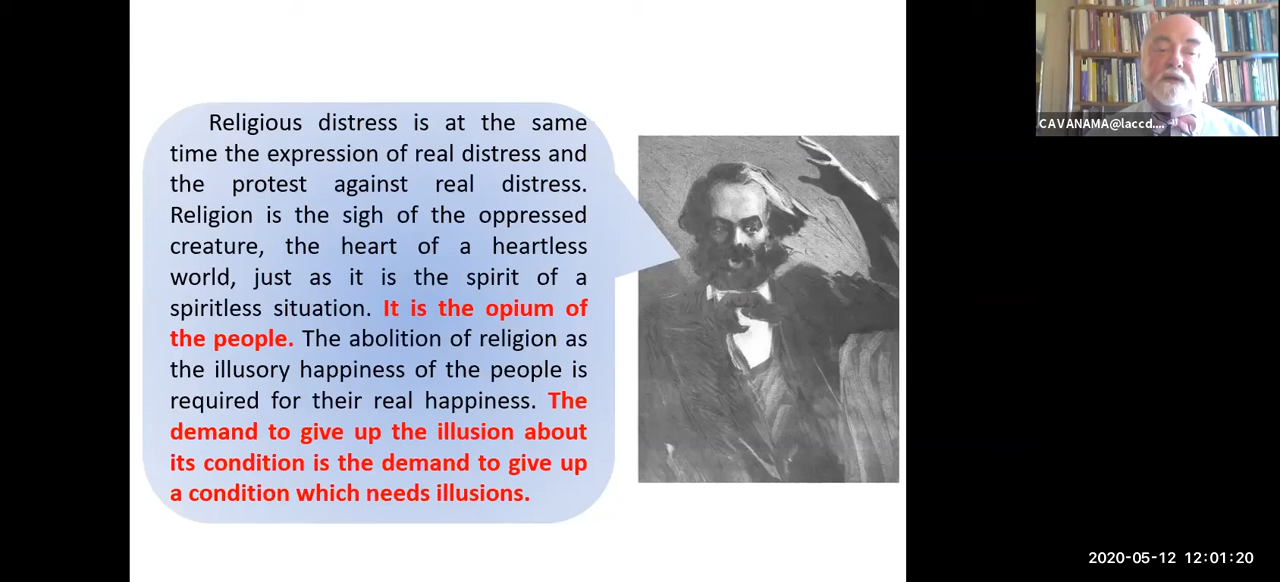 Religious distress is at the same
time the expression of real distress and
the protest against real distress.
Religion is the sigh of the oppressed
creature, the heart of a heartless
world, just as it is the spirit of a
spiritless situation. It is the opium of
the people. The abolition of religion as
the illusory happiness of the people is
required for their real happiness. The
demand to give up the illusion about
its condition is the demand to give up
a condition which needs illusions.
CAVANAMA@laccd....
2020-05-12 12:01:20